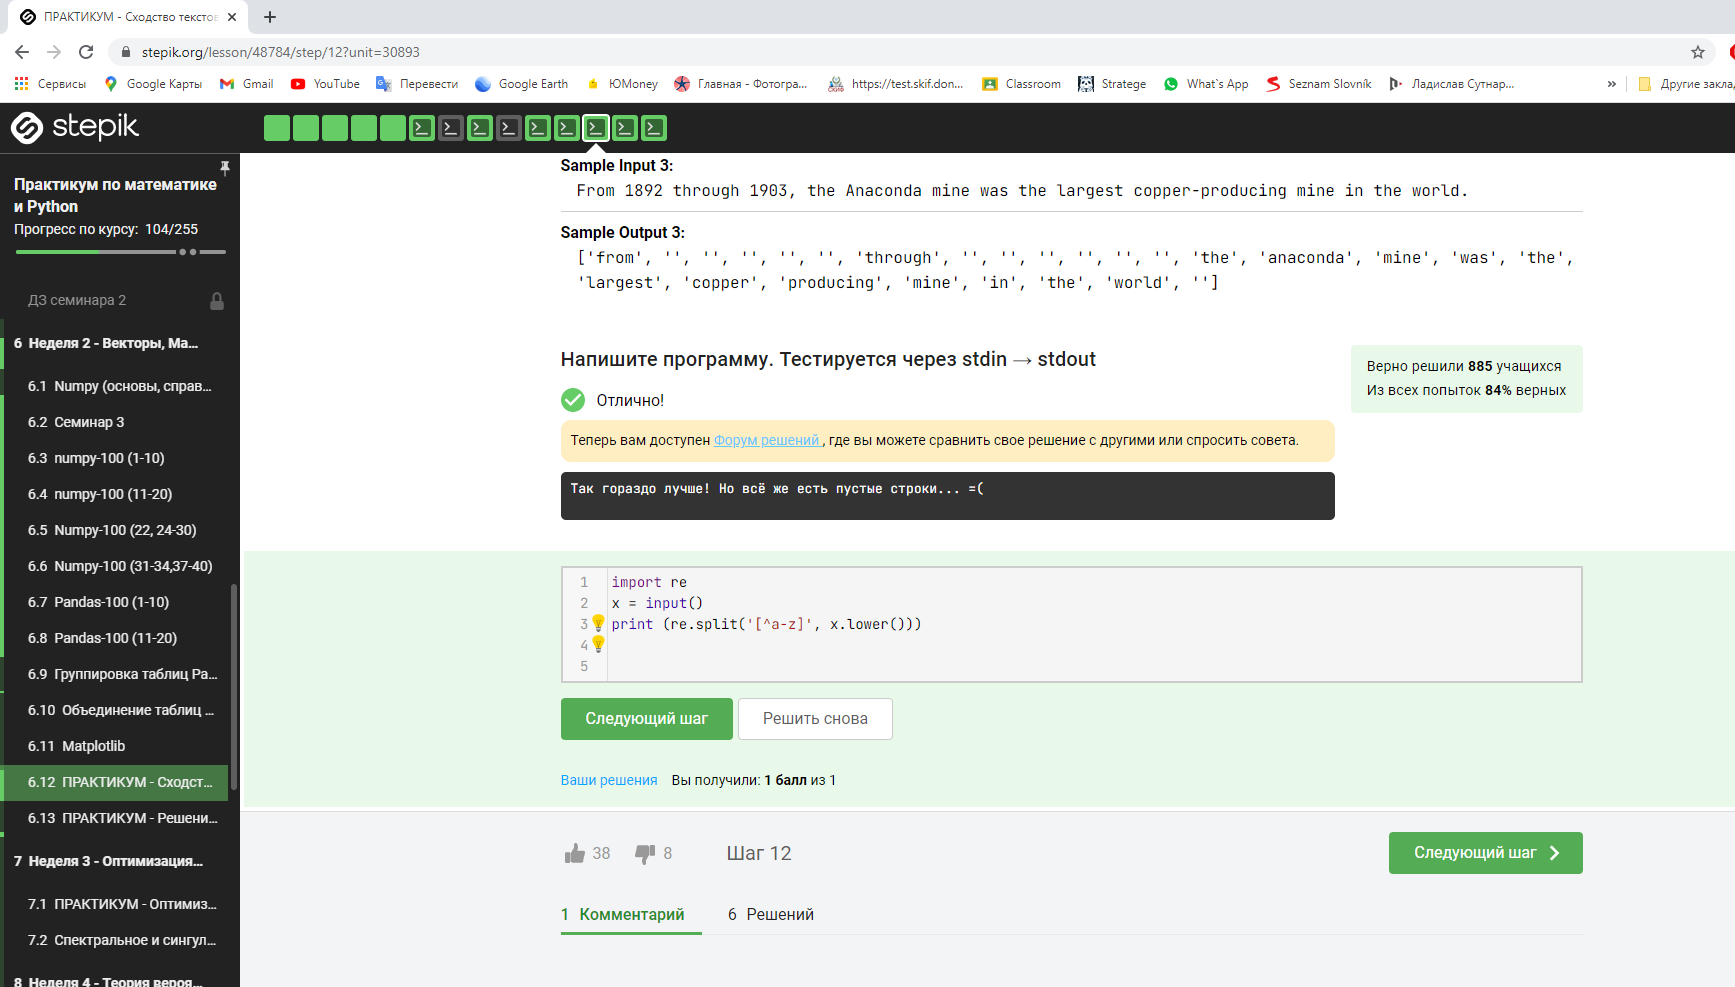 ПРАКТИКУМ - Сходство текстов
stepik.org/lesson/48784/step/12?unit=30893
Сервисы Google Карты Gmail YouTube Перевести Google Earth ЮMoney Главная - Фотогра... https://test.skif.don... Classroom Stratege What`s App Seznam Slovník Ладислав Сутнар... » Другие закла
stepik
Практикум по математике
и Python
Прогресс по курсу: 104/255
ДЗ семинара 2
6 Неделя 2 - Векторы, Ма...
6.1 Numpy (основы, справ...
6.2 Семинар 3
6.3 numpy-100 (1-10)
6.4 numpy-100 (11-20)
6.5 Numpy-100 (22, 24-30)
6.6 Numpy-100 (31-34,37-40)
6.7 Pandas-100 (1-10)
6.8 Pandas-100 (11-20)
6.9 Группировка таблиц Pa...
6.10 Объединение таблиц ...
6.11 Matplotlib
6.12 ПРАКТИКУМ - Сходст...
6.13 ПРАКТИКУМ - Решени...
7 Неделя 3 - Оптимизация...
7.1 ПРАКТИКУМ - Оптимиз...
7.2 Спектральное и сингул...
8 Неделя 4 - Теория вероя...
Sample Input 3:
From 1892 through 1903, the Anaconda mine was the largest copper-producing mine in the world.
Sample Output 3:
['from', '', '', '', '', '', 'through', '', '', '', '', '', '', 'the', 'anaconda', 'mine', 'was', 'the',
'largest', 'copper', 'producing', 'mine', 'in', 'the', 'world', '']
Напишите программу. Тестируется через stdin → stdout
Верно решили 885 учащихся
Из всех попыток 84% верных
Отлично!
Теперь вам доступен Форум решений , где вы можете сравнить свое решение с другими или спросить совета.
Так гораздо лучше! Но всё же есть пустые строки... =(
1 import re
2 x = input()
3 print (re.split('[^a-z]', x.lower()))
4
5
Следующий шаг Решить снова
Ваши решения Вы получили: 1 балл из 1
38 8 Шаг 12 Следующий шаг
1 Комментарий 6 Решений